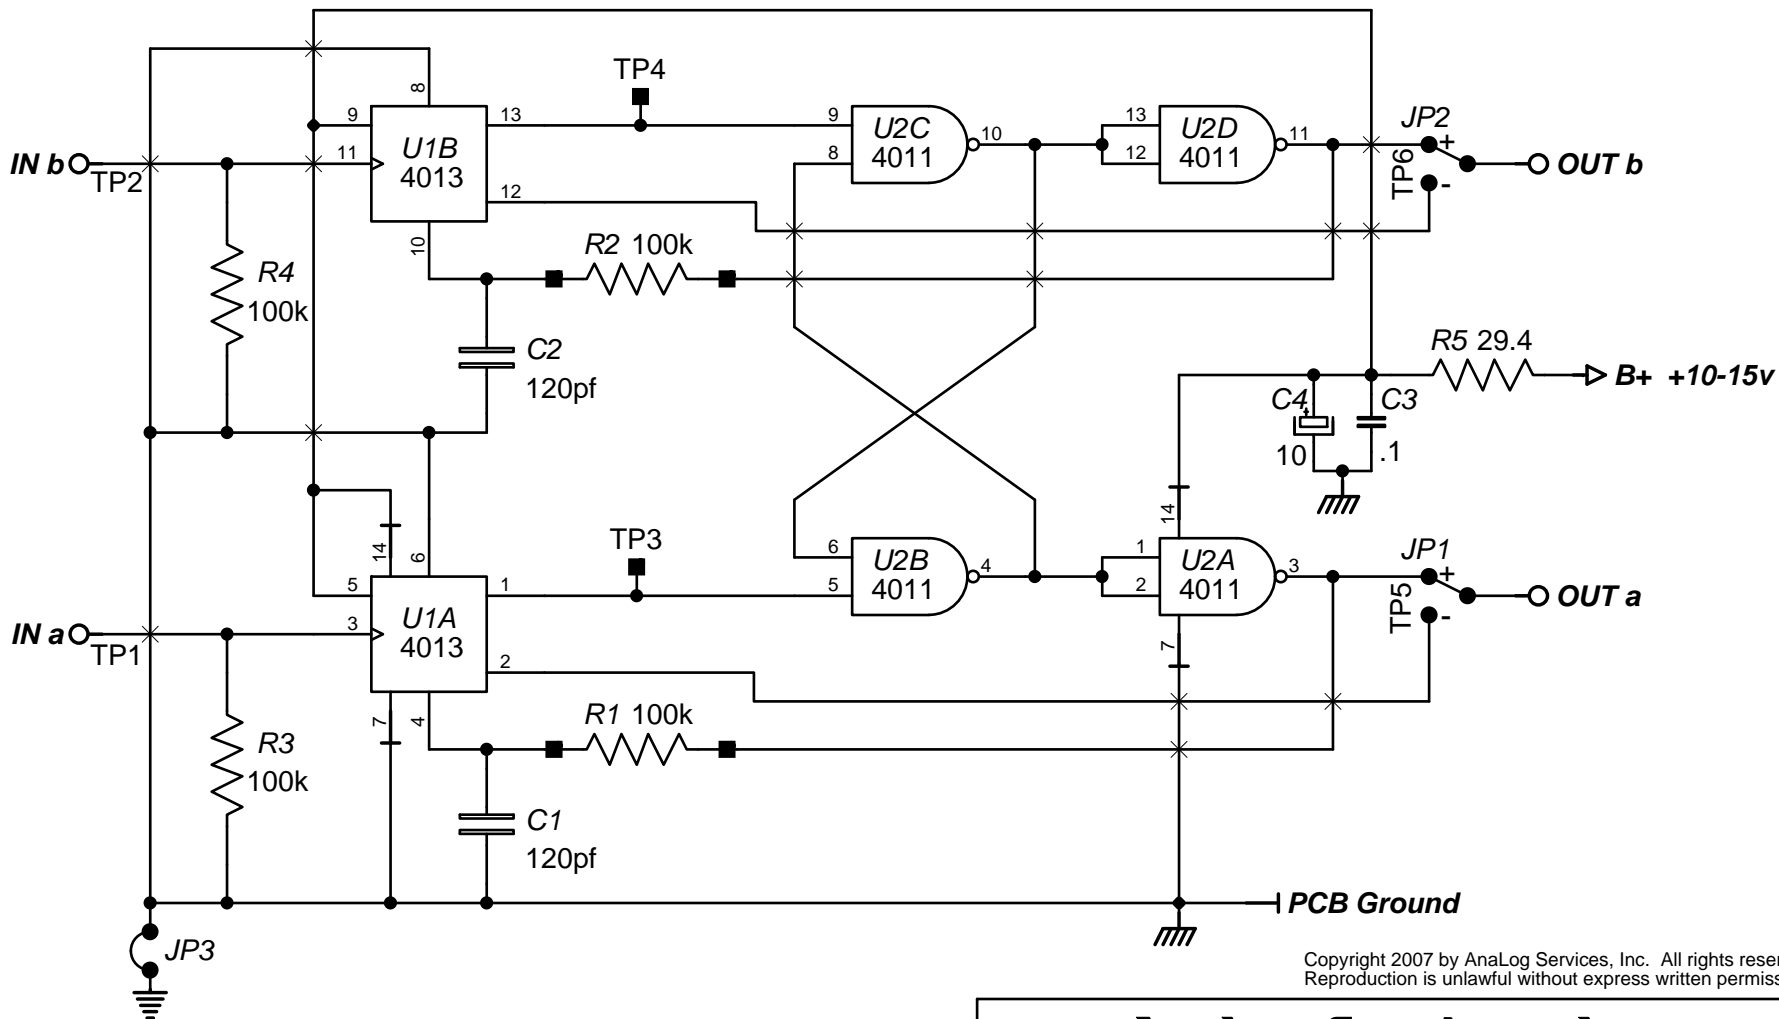 8
TP4
9
13
9
13
JP2
U1B
U2C
10
U2D
11
+
IN b
TP2
11
4013
8
4011
12
4011
TP6
-
OUT b
12
10
R2 100k
R4
100k
C2
120pf
R5 29.4
B+ +10-15v
C4
+
C3
10
.1
14
14
6
TP3
6
1
JP1
5
1
U2B
4
U2A
3
+
U1A
5
4011
2
4011
TP5
-
OUT a
IN a
TP1
3
4013
2
7
7
4
R1 100k
R3
100k
C1
120pf
PCB Ground
JP3
Copyright 2007 by AnaLog Services, Inc. All rights reser
Reproduction is unlawful without express written permiss